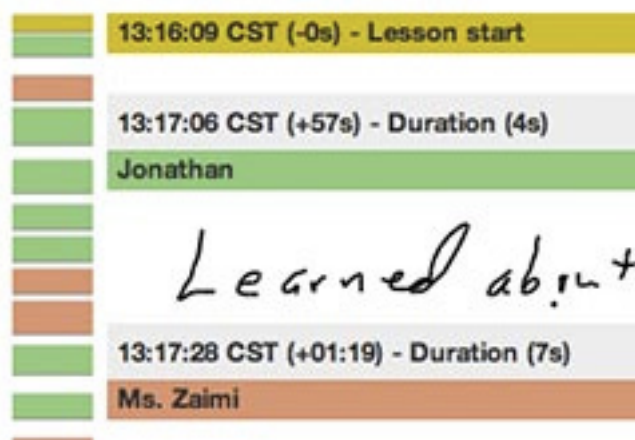 13:16:09 CST (-0s) - Lesson start
13:17:06 CST (+57s) - Duration (4s)
Jonathan
Learned about
13:17:28 CST (+01:19) - Duration (7s)
Ms. Zaimi